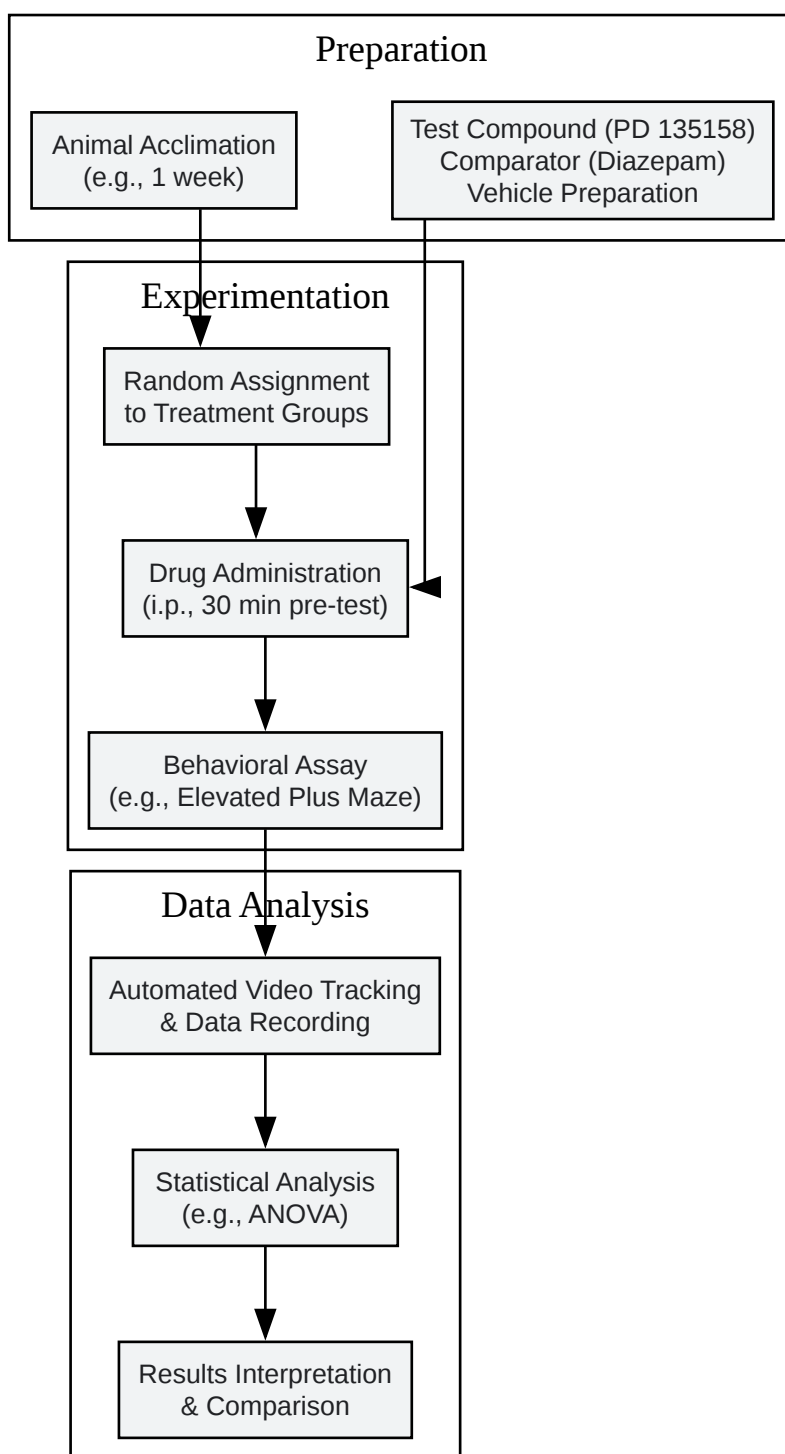 Preparation
Animal Acclimation
(e.g., 1 week)
Test Compound (PD 135158)
Comparator (Diazepam)
Vehicle Preparation
Experimentation
Random Assignment
to Treatment Groups
Drug Administration
(i.p., 30 min pre-test)
Behavioral Assay
(e.g., Elevated Plus Maze)
Data Analysis
Automated Video Tracking
& Data Recording
Statistical Analysis
(e.g., ANOVA)
Results Interpretation
& Comparison